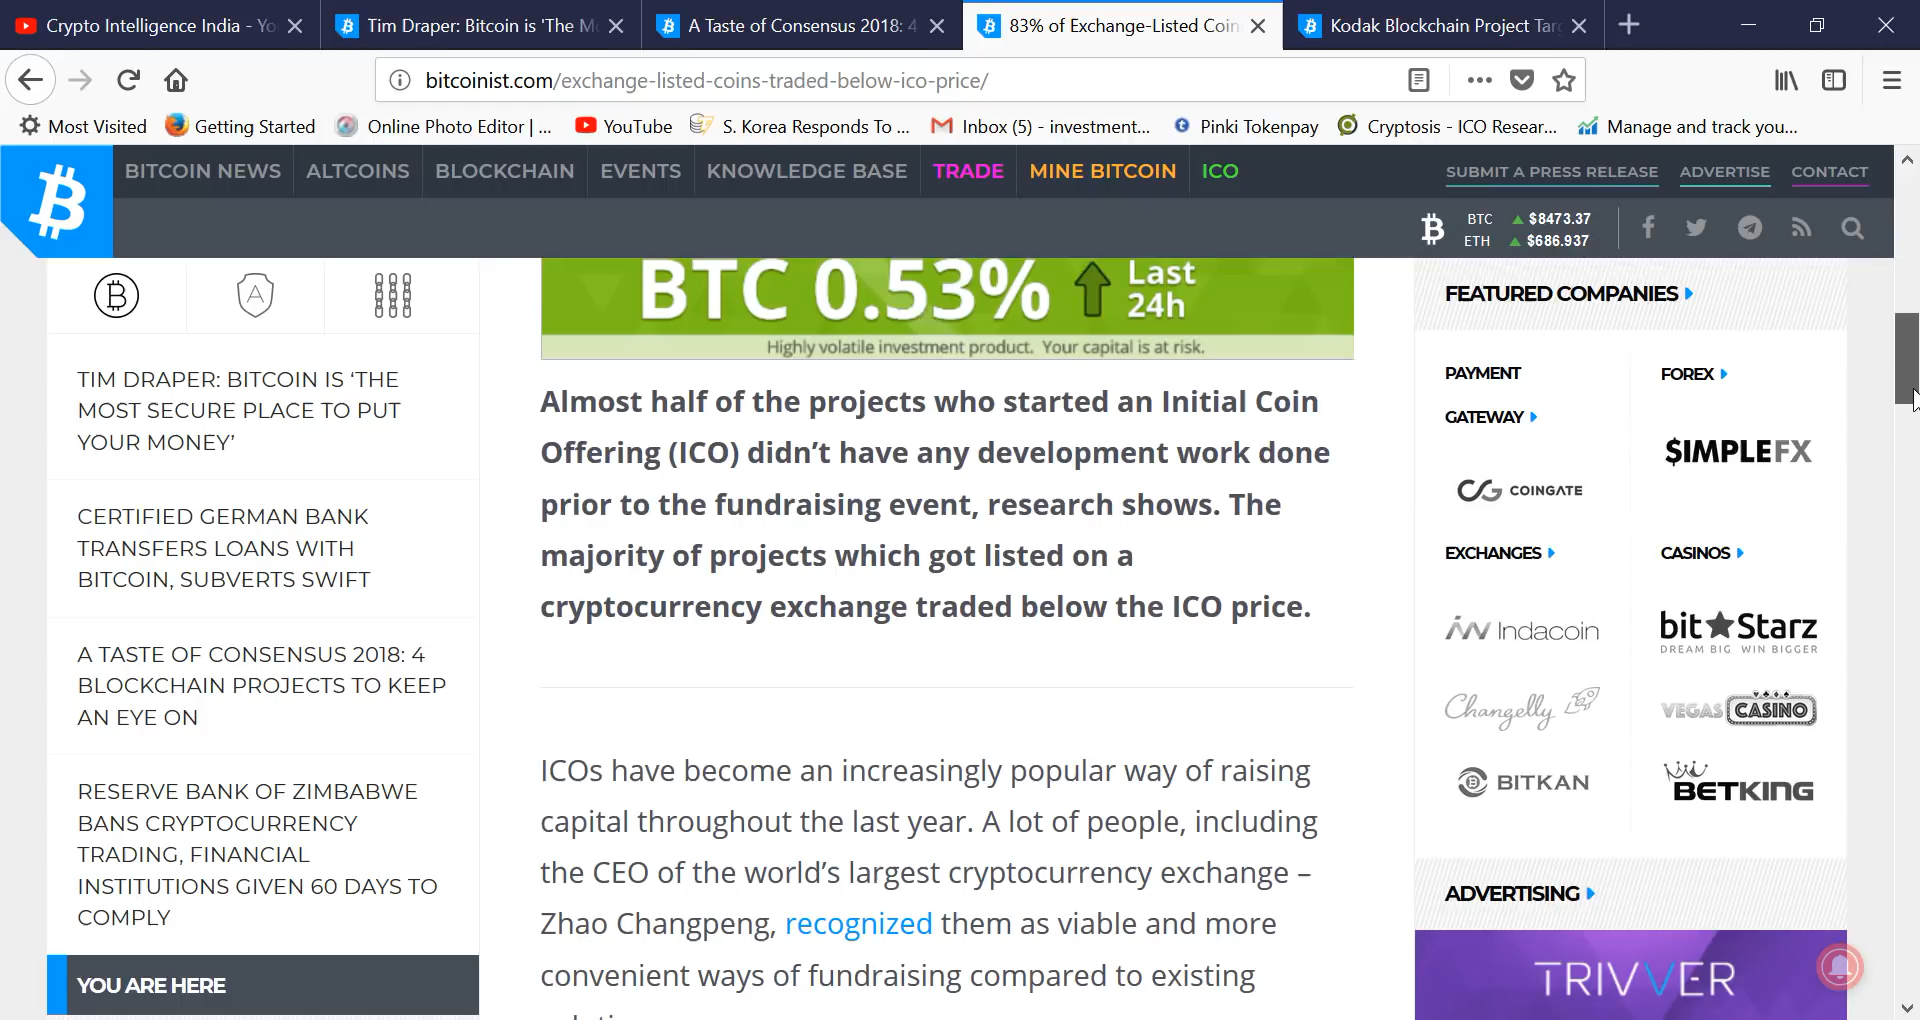 Crypto Intelligence India - Yo
Tim Draper: Bitcoin is 'The M
A Taste of Consensus 2018: 4
83% of Exchange-Listed Coin
Kodak Blockchain Project Tar
bitcoinist.com/exchange-listed-coins-traded-below-ico-price/
Most Visited
Getting Started
Online Photo Editor | ...
YouTube
S. Korea Responds To ...
Inbox (5) - investment...
Pinki Tokenpay
Cryptosis - ICO Resear...
Manage and track you...
BITCOIN NEWS
ALTCOINS
BLOCKCHAIN
EVENTS
KNOWLEDGE BASE
TRADE
MINE BITCOIN
ICO
SUBMIT A PRESS RELEASE
ADVERTISE
CONTACT
BTC ▲ $8473.37
ETH ▲ $686.937
TIM DRAPER: BITCOIN IS ‘THE
MOST SECURE PLACE TO PUT
YOUR MONEY’
CERTIFIED GERMAN BANK
TRANSFERS LOANS WITH
BITCOIN, SUBVERTS SWIFT
A TASTE OF CONSENSUS 2018: 4
BLOCKCHAIN PROJECTS TO KEEP
AN EYE ON
RESERVE BANK OF ZIMBABWE
BANS CRYPTOCURRENCY
TRADING, FINANCIAL
INSTITUTIONS GIVEN 60 DAYS TO
COMPLY
YOU ARE HERE
BTC 0.53%
Last
24h
Highly volatile investment product. Your capital is at risk.
Almost half of the projects who started an Initial Coin
Offering (ICO) didn’t have any development work done
prior to the fundraising event, research shows. The
majority of projects which got listed on a
cryptocurrency exchange traded below the ICO price.
ICOs have become an increasingly popular way of raising
capital throughout the last year. A lot of people, including
the CEO of the world’s largest cryptocurrency exchange –
Zhao Changpeng, recognized them as viable and more
convenient ways of fundraising compared to existing
FEATURED COMPANIES
PAYMENT
GATEWAY
COINGATE
FOREX
$IMPLEFX
EXCHANGES
Indacoin
Changelly
BITKAN
CASINOS
bit★Starz
DREAM BIG WIN BIGGER
VEGAS CASINO
BETKING
ADVERTISING
TRIVVER